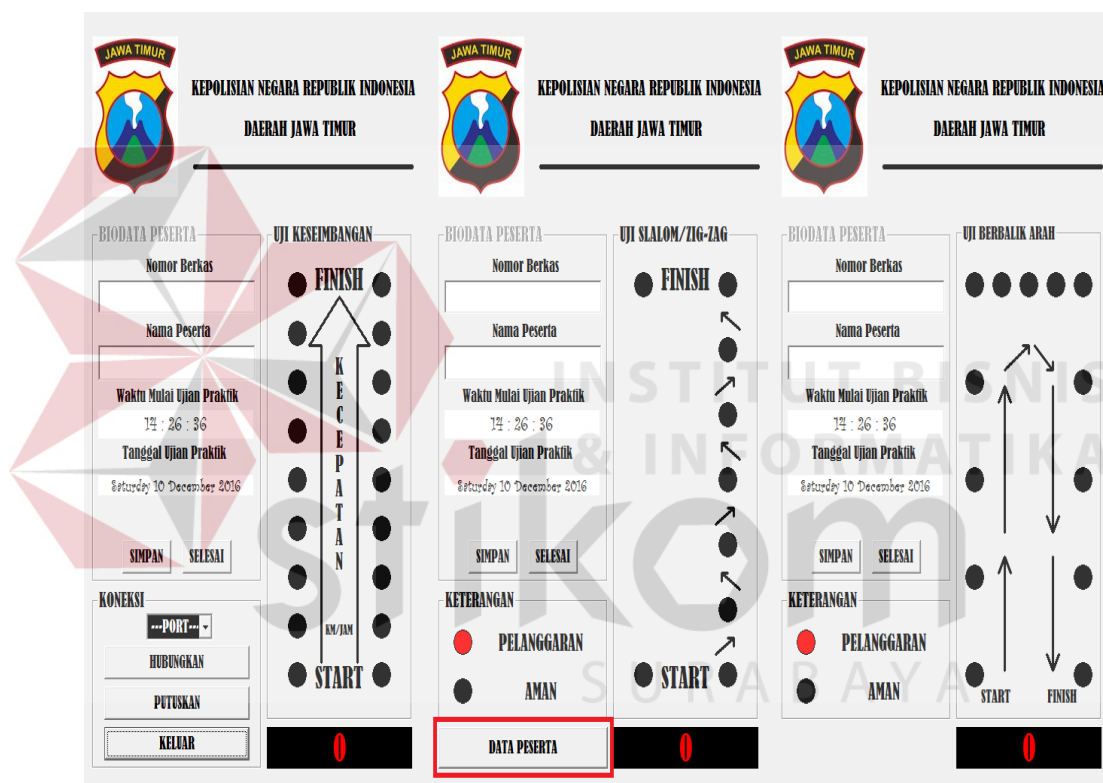 JAWA TIMUR
KEPOLISIAN NEGARA REPUBLIK INDONESIA
DAERAH JAWA TIMUR
BIODATA PESERTA
Nomor Berkas
Nama Peserta
Waktu Mulai Ujian Praktik
14 : 26 : 36
Tanggal Ujian Praktik
Saturday 10 December 2016
SIMPAN
SELESAI
KONEKSI
---PORT---
HUBUNGKAN
PUTUSKAN
KELUAR
UJI KESEIMBANGAN
FINISH
KECEPATAN
KM/JAM
START
0
JAWA TIMUR
KEPOLISIAN NEGARA REPUBLIK INDONESIA
DAERAH JAWA TIMUR
BIODATA PESERTA
Nomor Berkas
Nama Peserta
Waktu Mulai Ujian Praktik
14 : 26 : 36
Tanggal Ujian Praktik
Saturday 10 December 2016
SIMPAN
SELESAI
KETERANGAN
PELANGGARAN
AMAN
DATA PESERTA
UJI SLALOM/ZIG-ZAG
FINISH
START
0
JAWA TIMUR
KEPOLISIAN NEGARA REPUBLIK INDONESIA
DAERAH JAWA TIMUR
BIODATA PESERTA
Nomor Berkas
Nama Peserta
Waktu Mulai Ujian Praktik
14 : 26 : 36
Tanggal Ujian Praktik
Saturday 10 December 2016
SIMPAN
SELESAI
KETERANGAN
PELANGGARAN
AMAN
UJI BERBALIK ARAH
START
FINISH
0
INSTITUT BISNIS
& INFORMATIKA
stikom
SURABAYA